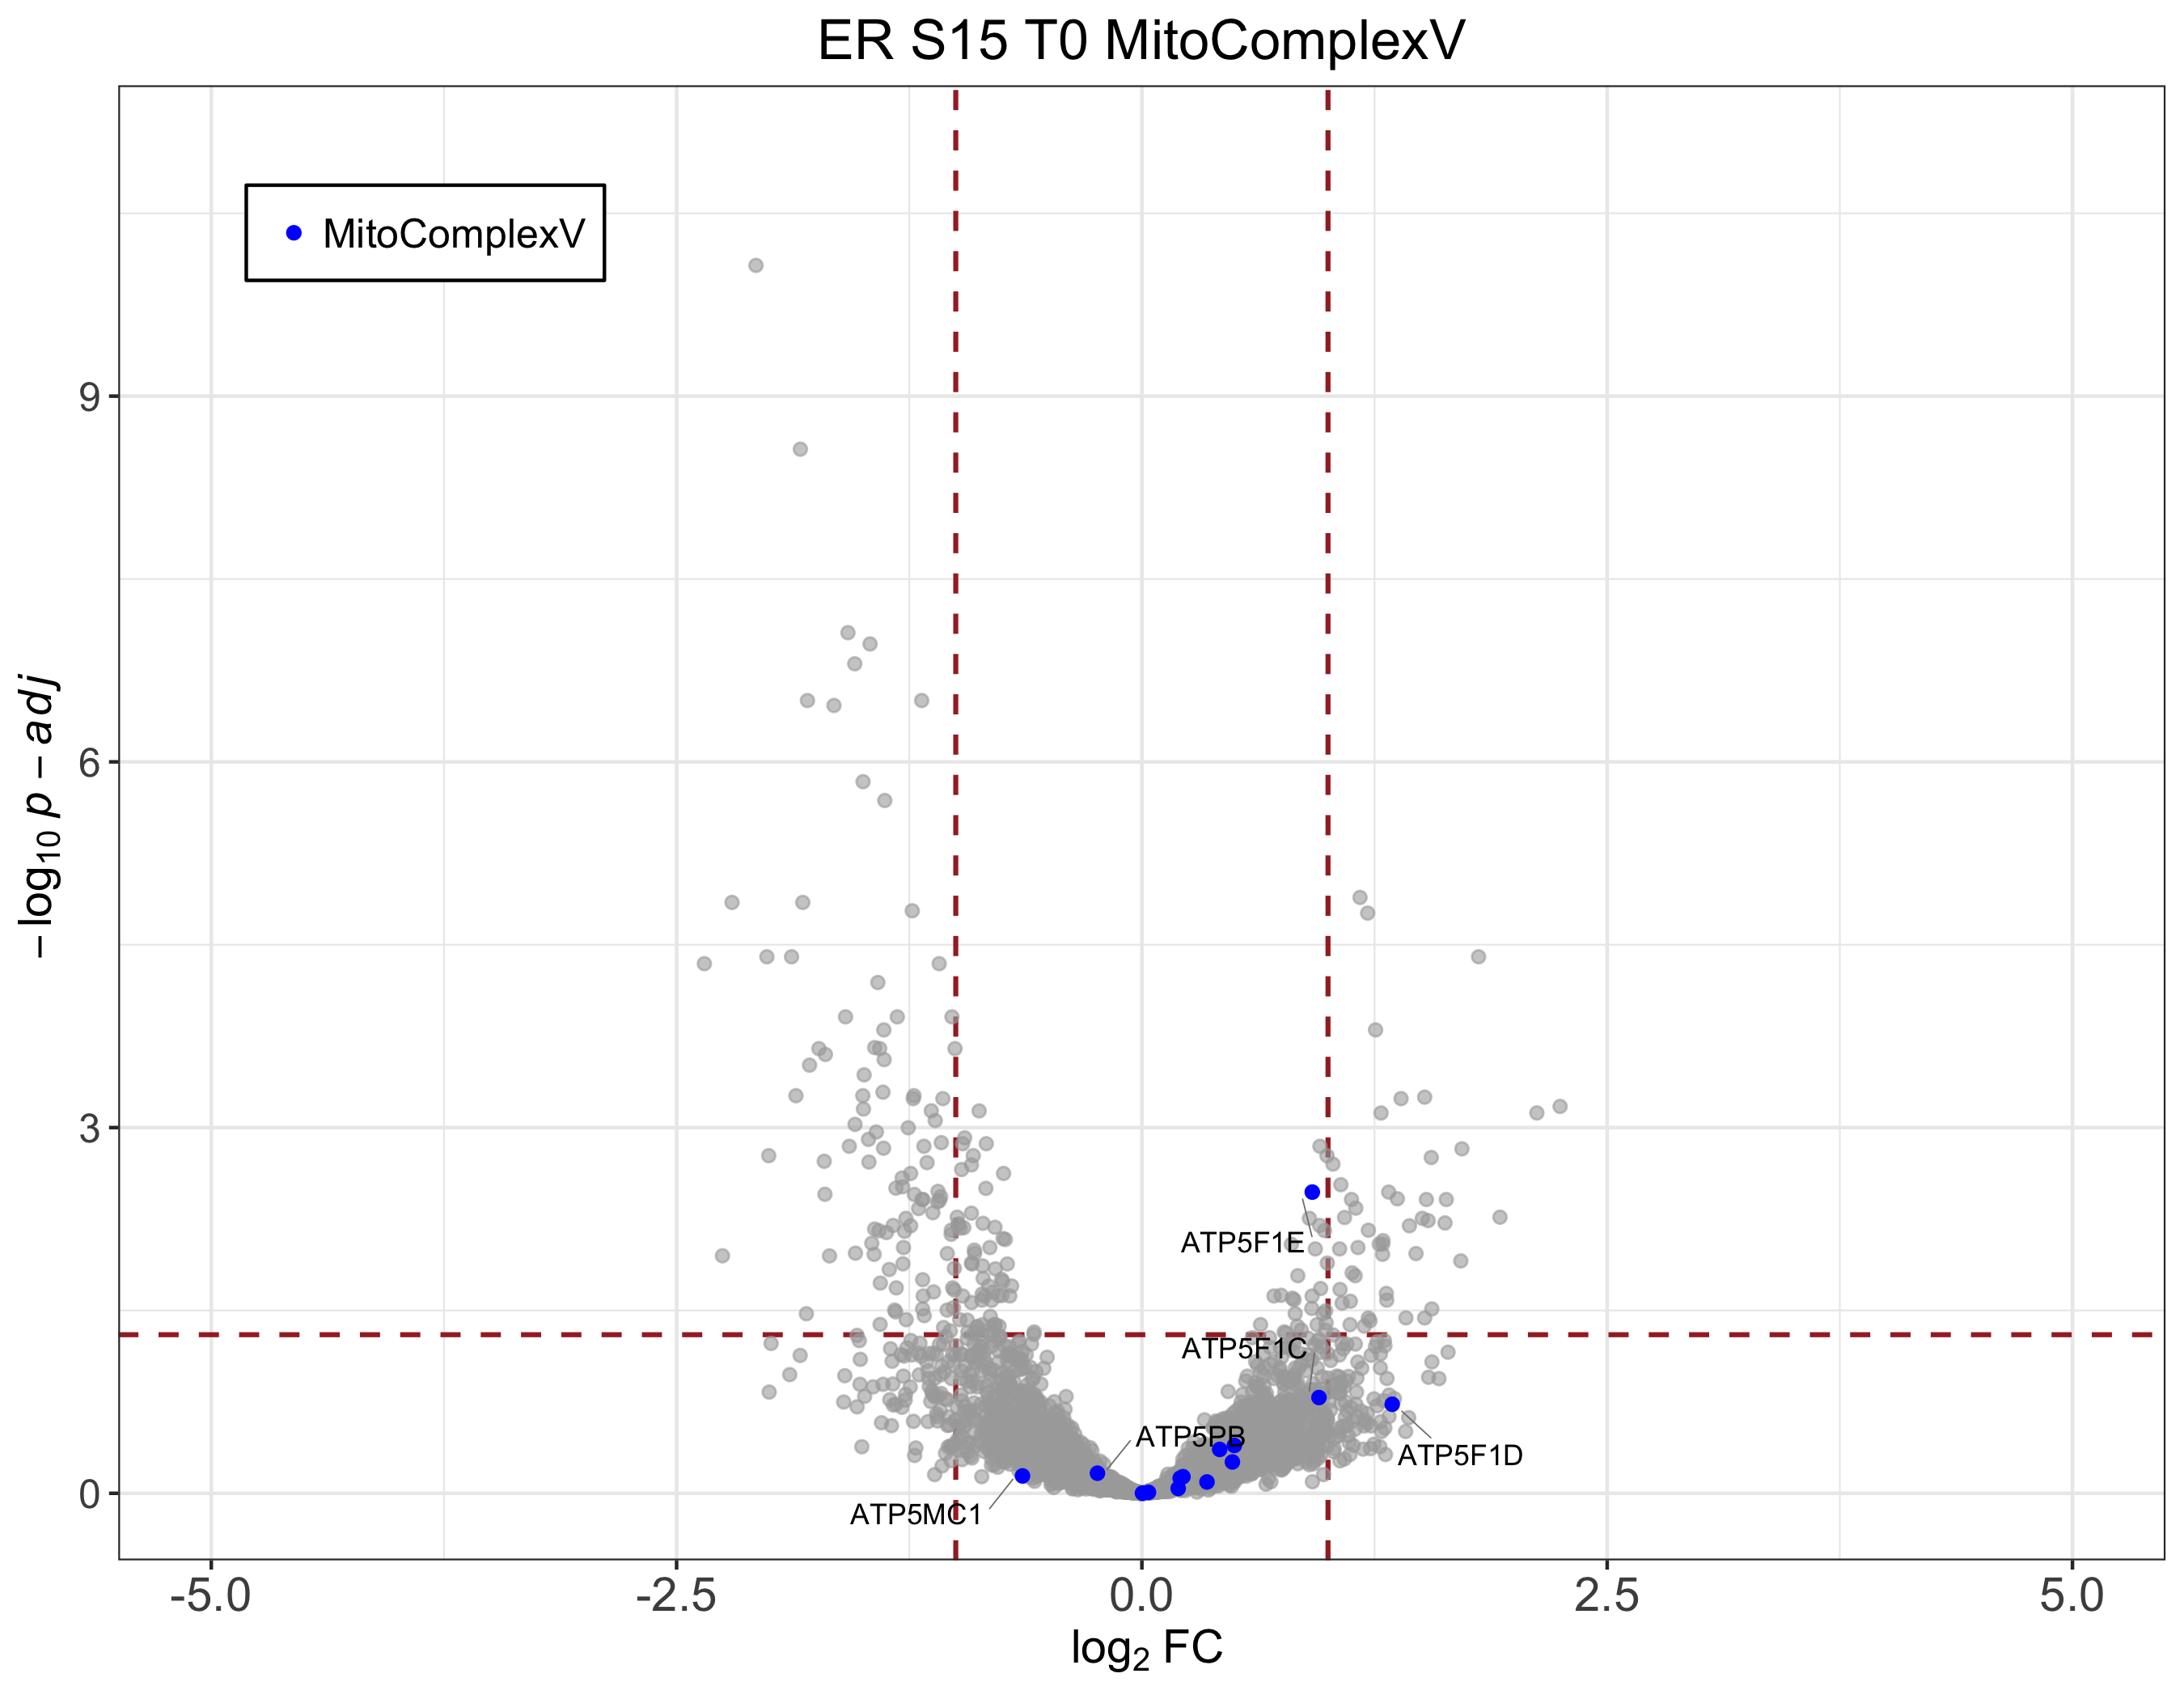 ER S15 T0 MitoComplexV
MitoComplexV
9
6
3
0
−log10 p − adj
ATP5F1E
ATP5F1C
ATP5PB
ATP5F1D
ATP5MC1
-5.0
-2.5
0.0
2.5
5.0
log2 FC